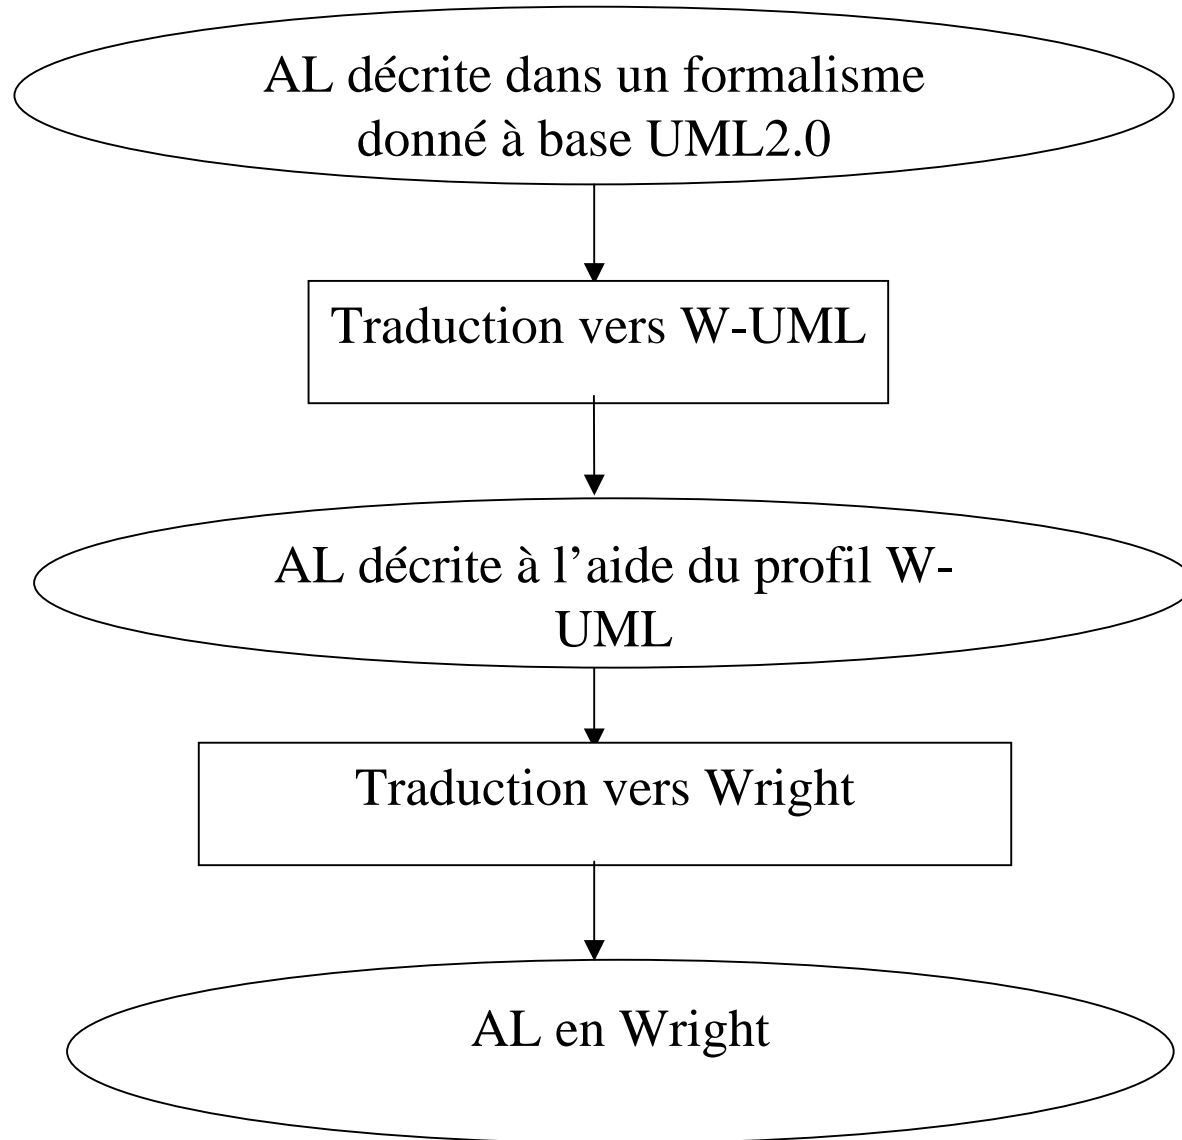 AL décrite dans un formalisme
donné à base UML2.0
Traduction vers W-UML
AL décrite à l’aide du profil W-
UML
Traduction vers Wright
AL en Wright